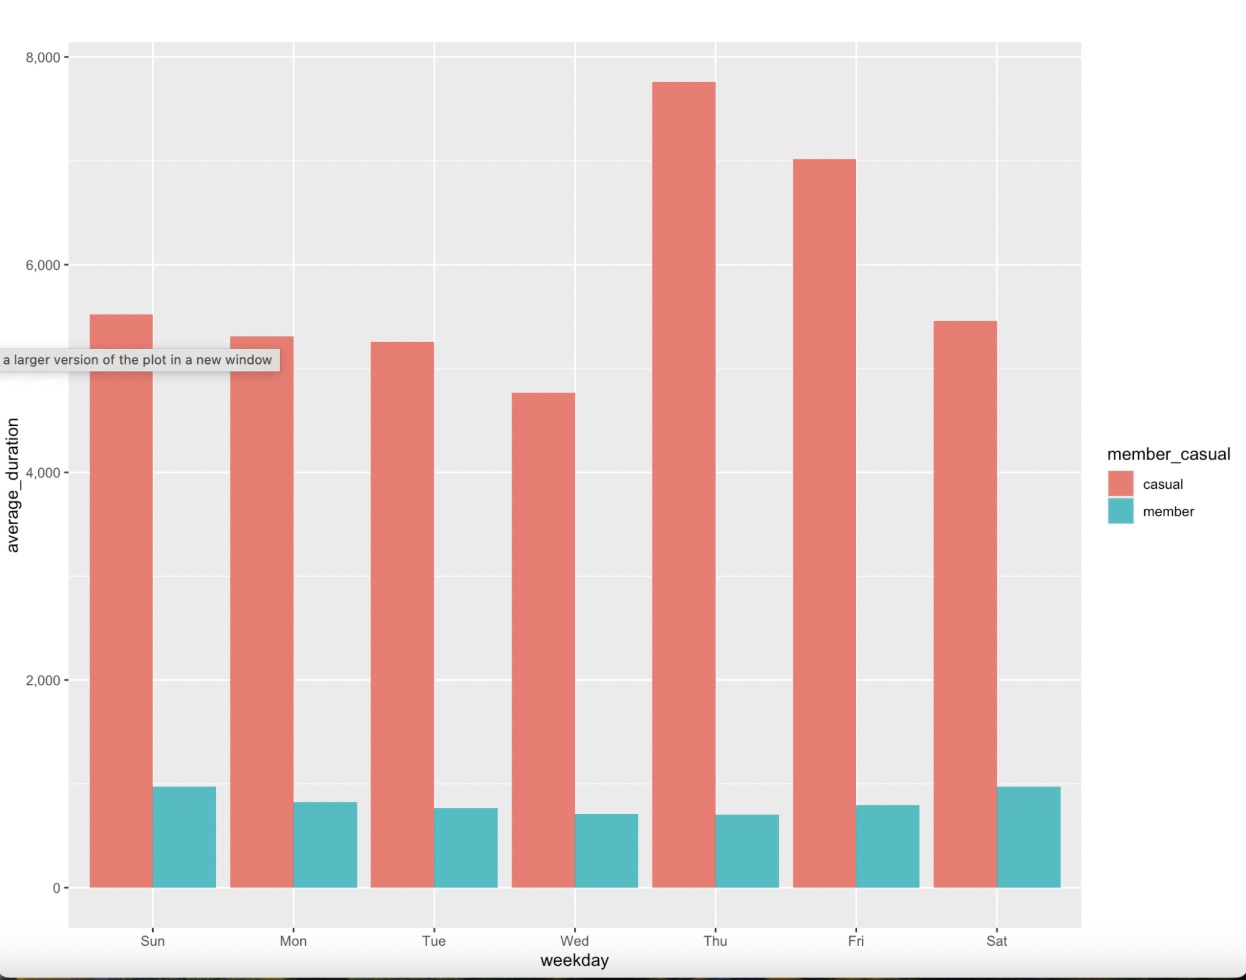 8,000
6,000
a larger version of the plot in a new window
average_duration
4,000
2,000
0
Sun Mon Tue Wed Thu Fri Sat
weekday
member_casual
casual
member